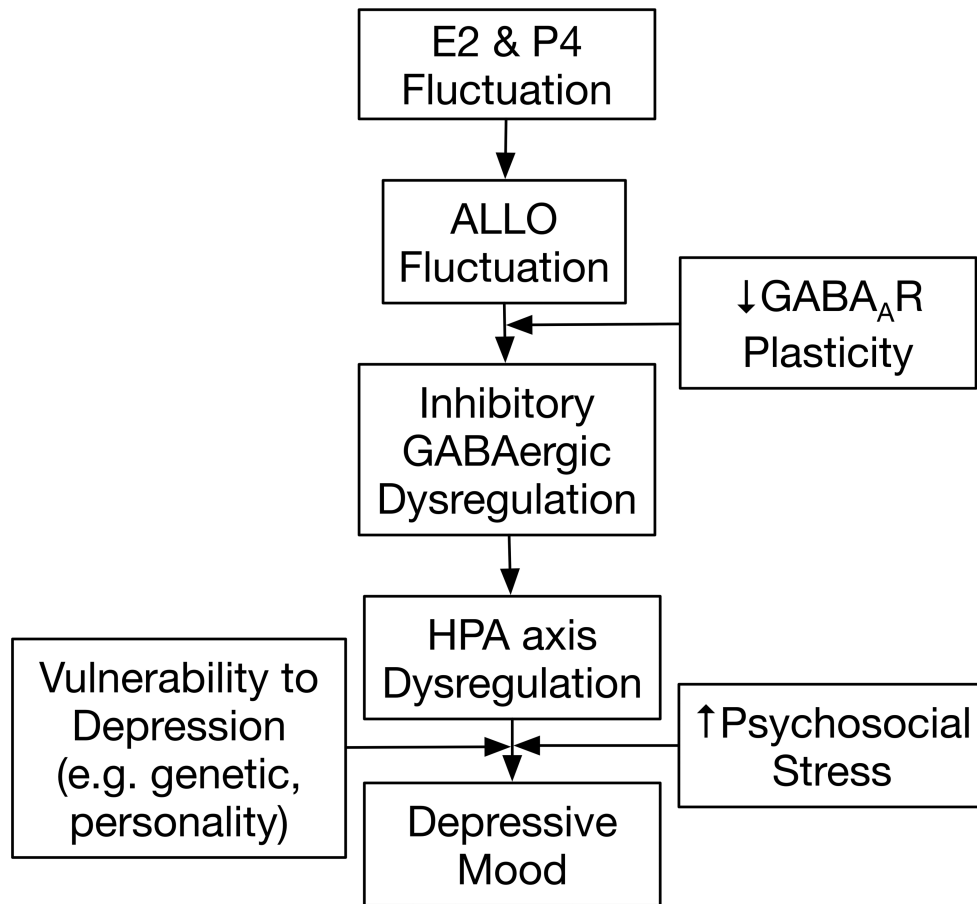 E2 & P4
Fluctuation
ALLO
Fluctuation
↓GABA_AR
Plasticity
Inhibitory
GABAergic
Dysregulation
HPA axis
Dysregulation
Vulnerability to
Depression
(e.g. genetic,
personality)
↑Psychosocial
Stress
Depressive
Mood